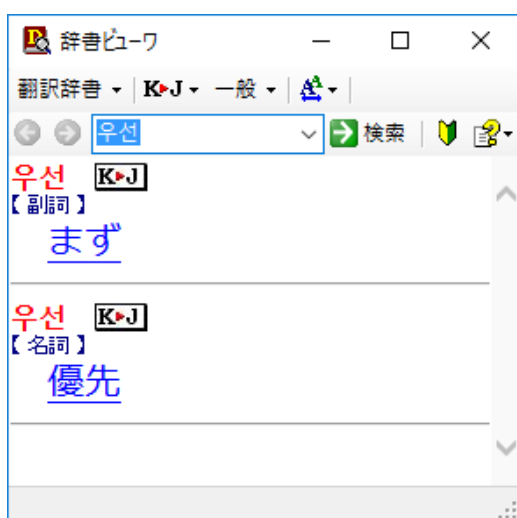 辞書ビューワ
翻訳辞書 K▸J 一般 A A
우선 検索
우선 K▸J
【副詞】
まず
우선 K▸J
【名詞】
優先